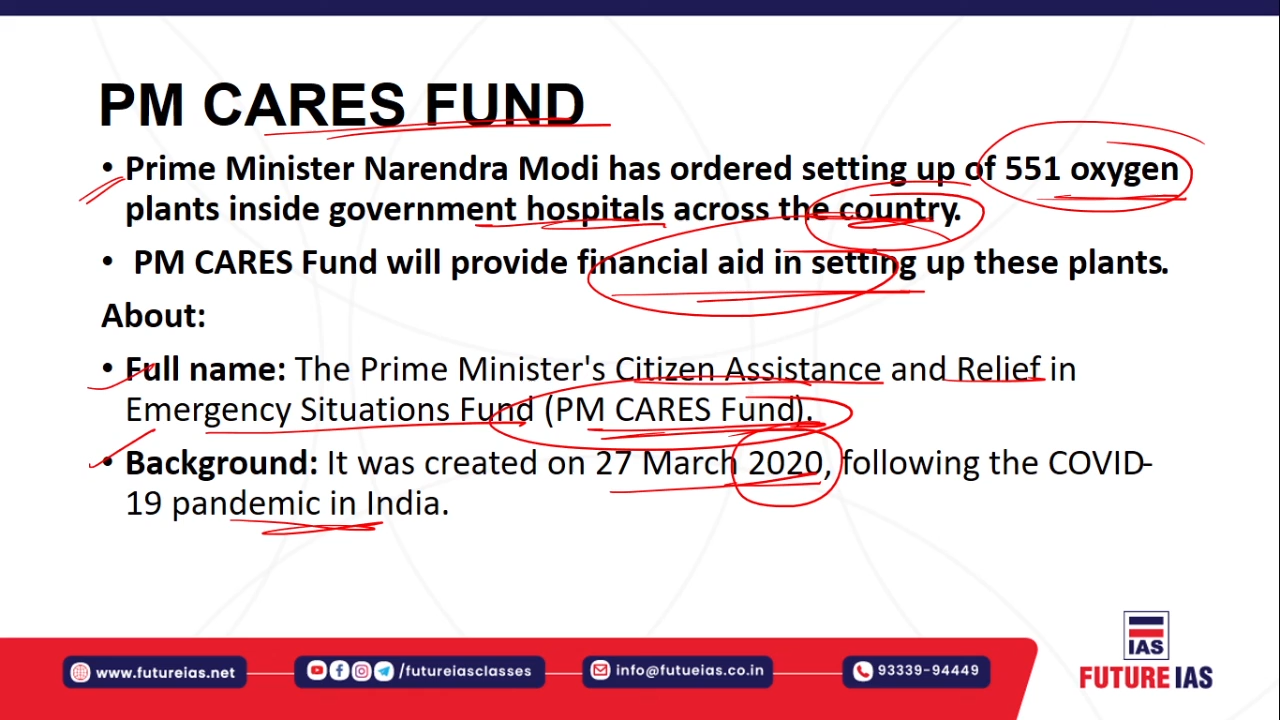 PM CARES FUND
• Prime Minister Narendra Modi has ordered setting up of 551 oxygen
plants inside government hospitals across the country.
• PM CARES Fund will provide financial aid in setting up these plants.
About:
• Full name: The Prime Minister's Citizen Assistance and Relief in
Emergency Situations Fund (PM CARES Fund).
• Background: It was created on 27 March 2020, following the COVID-
19 pandemic in India.
IAS
FUTURE IAS
www.futureias.net
/futureiasclasses
info@futueias.co.in
93339-94449